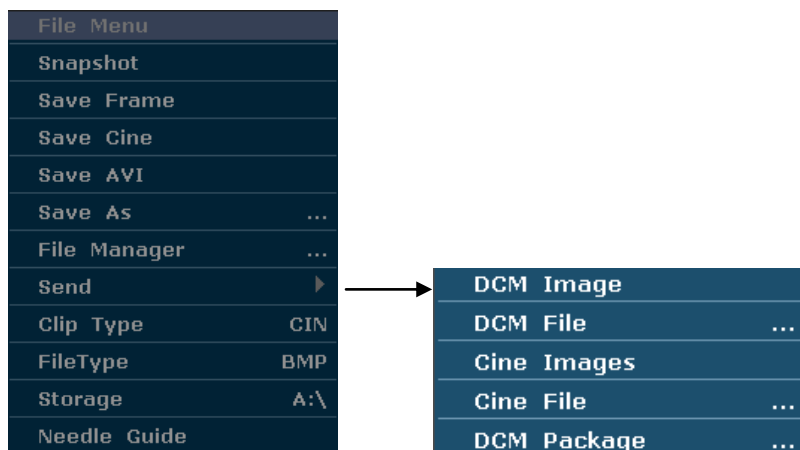 File Menu
Snapshot
Save Frame
Save Cine
Save AVI
Save As ...
File Manager ...
Send
Clip Type CIN
FileType BMP
Storage A:\
Needle Guide
DCM Image
DCM File ...
Cine Images
Cine File ...
DCM Package ...